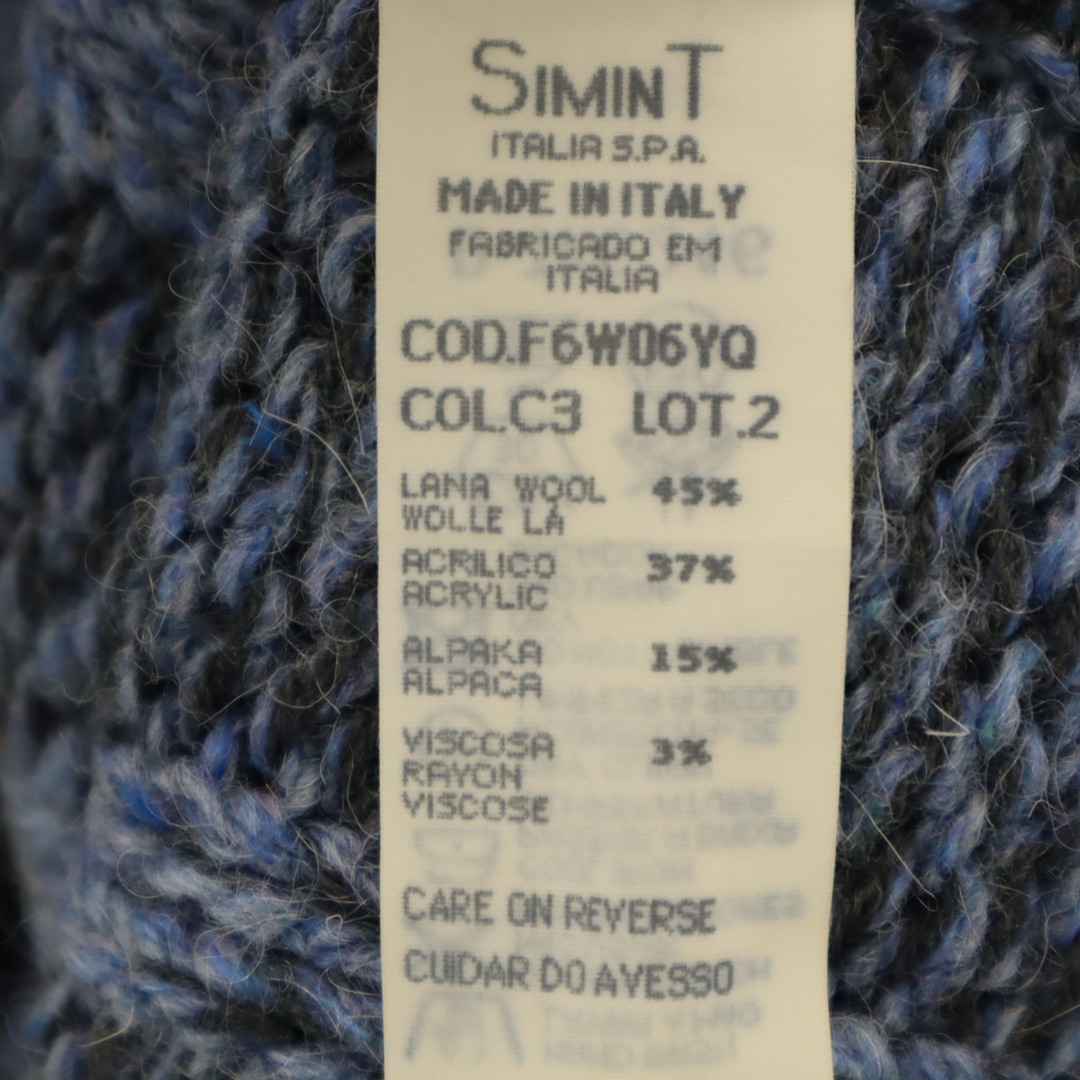 SIMINT
ITALIA S.P.A.
MADE IN ITALY
FABRICADO EM
ITALIA
COD.F6W06YQ
COL.C3 LOT.2
LANA WOOL 45%
WOLLE LÃ
ACRILICO 37%
ACRYLIC
ALPAKA 15%
ALPACA
VISCOSA 3%
RAYON
VISCOSE
CARE ON REVERSE
CUIDAR DO AVESSO